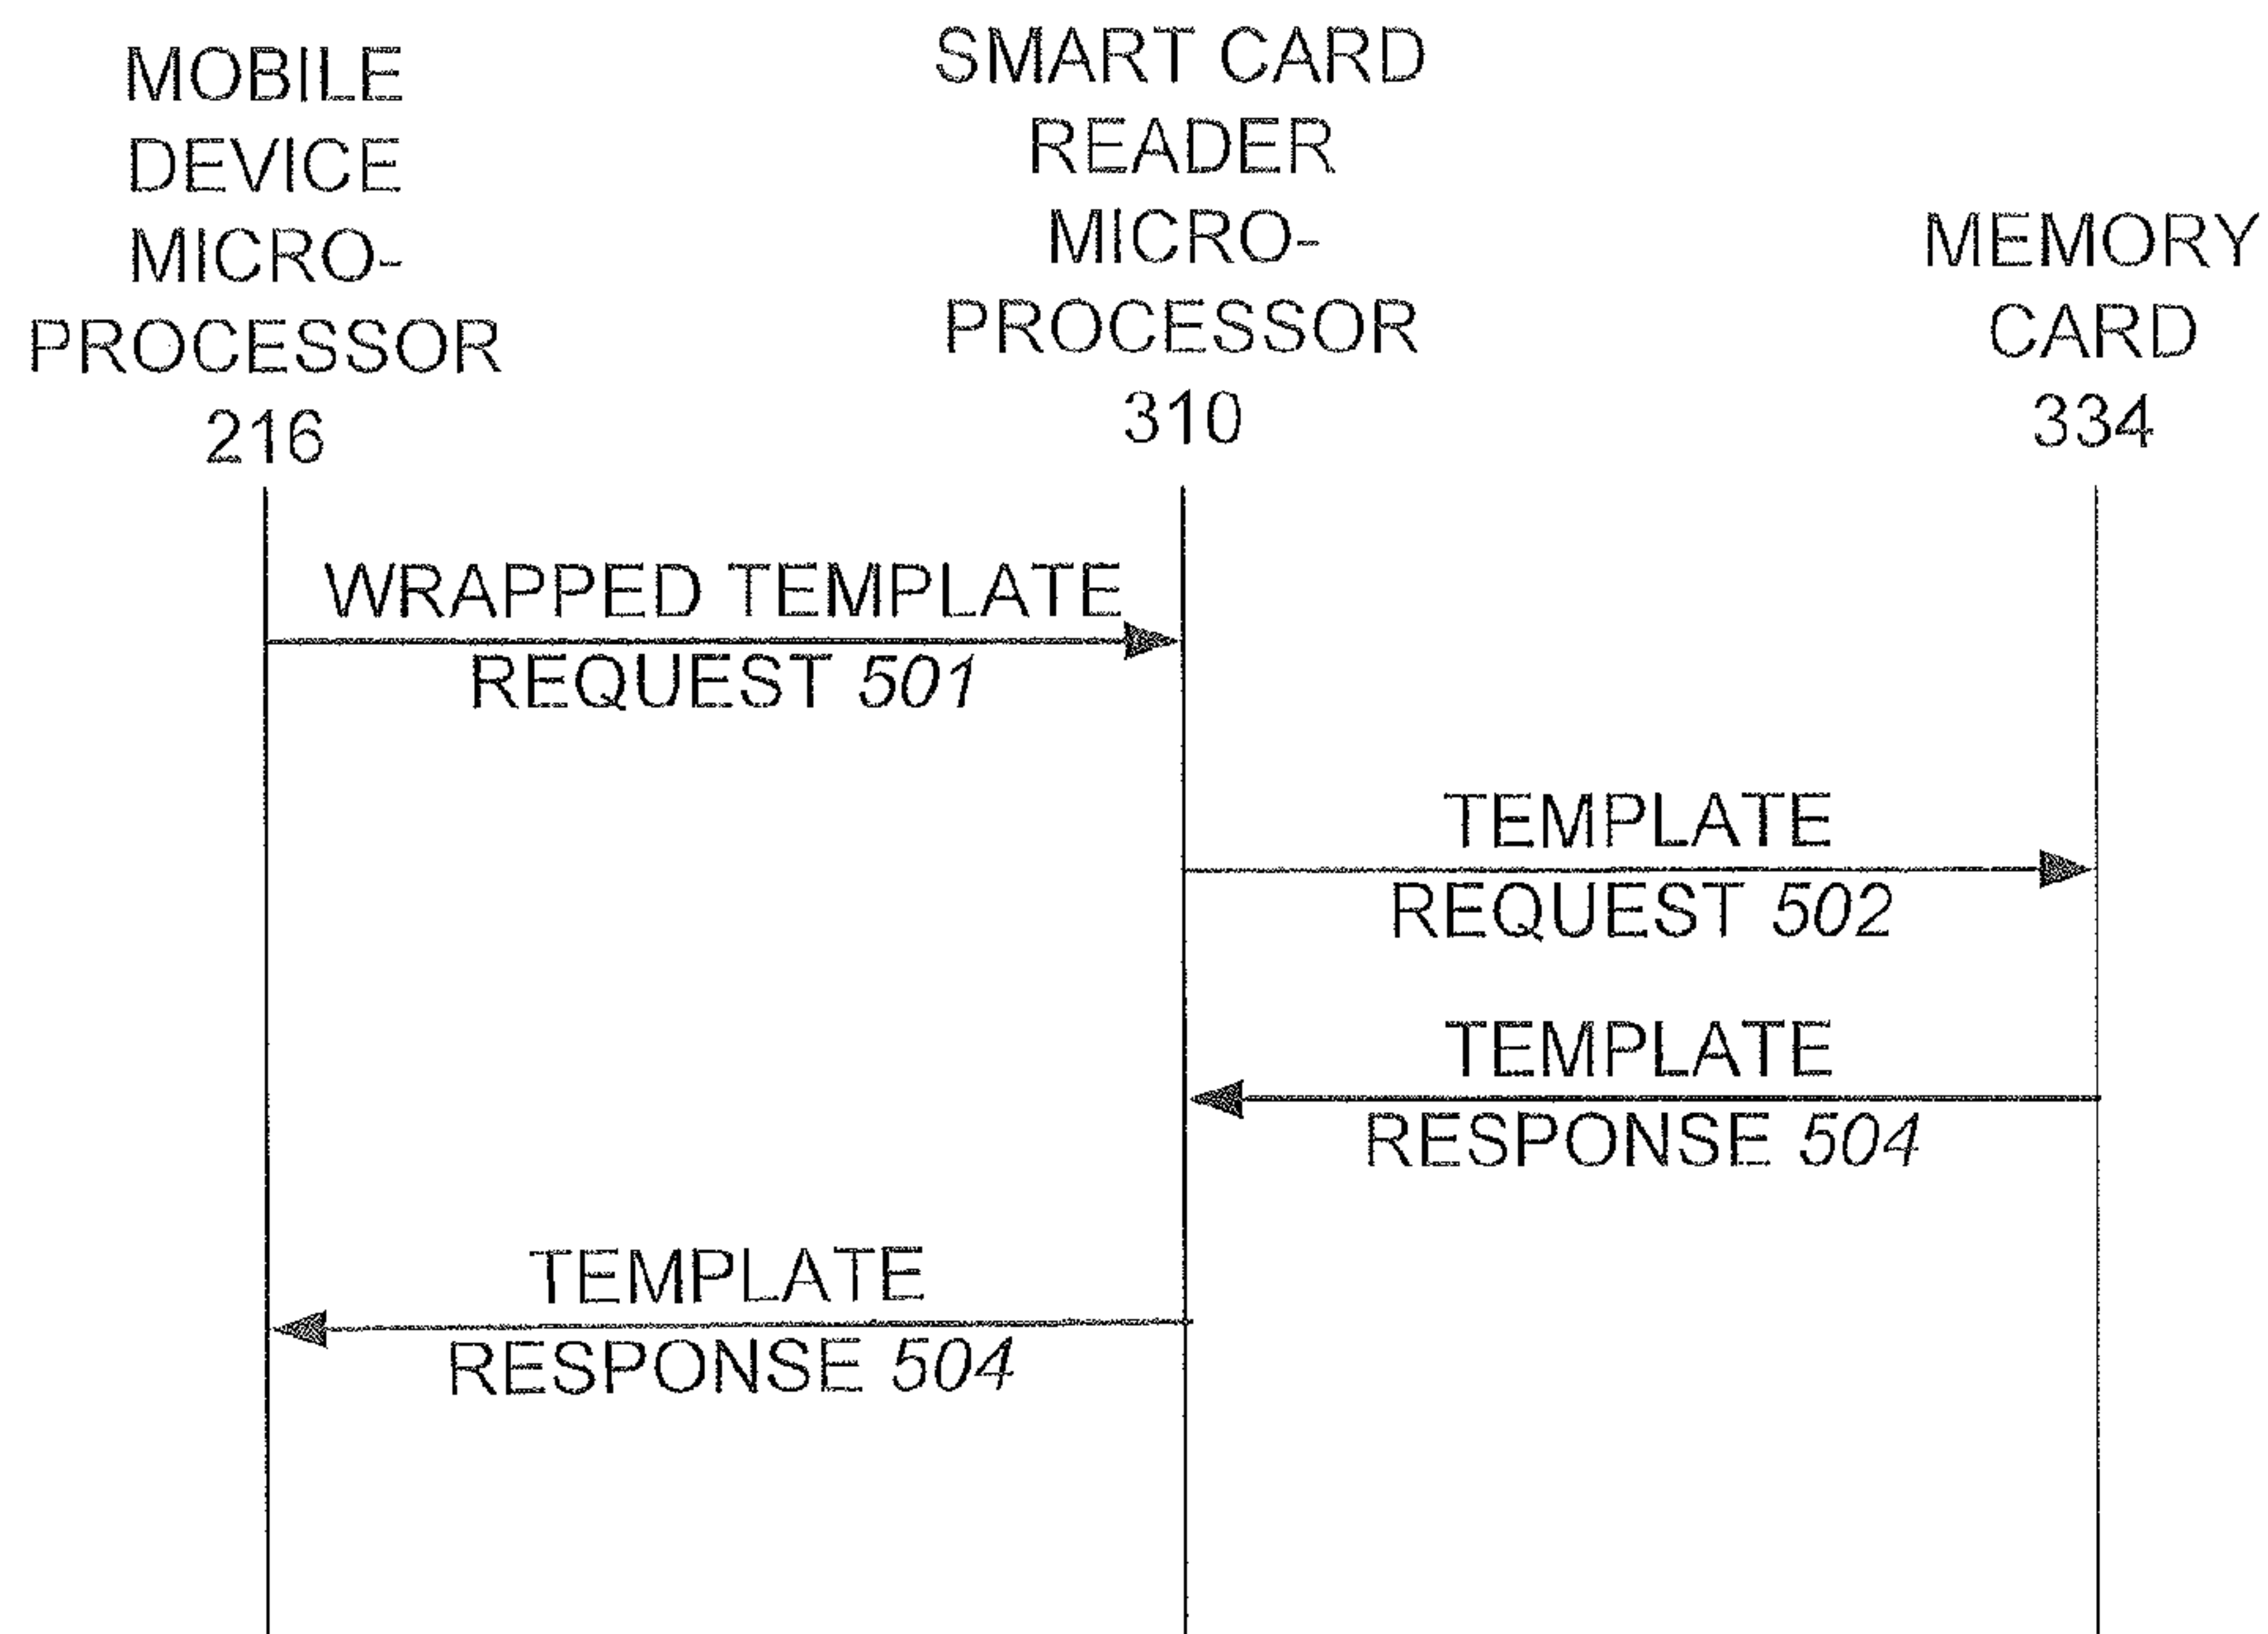 MOBILE
DEVICE
MICRO-
PROCESSOR
216
SMART CARD
READER
MICRO-
PROCESSOR
310
MEMORY
CARD
334
WRAPPED TEMPLATE
REQUEST 501
TEMPLATE
REQUEST 502
TEMPLATE
RESPONSE 504
TEMPLATE
RESPONSE 504